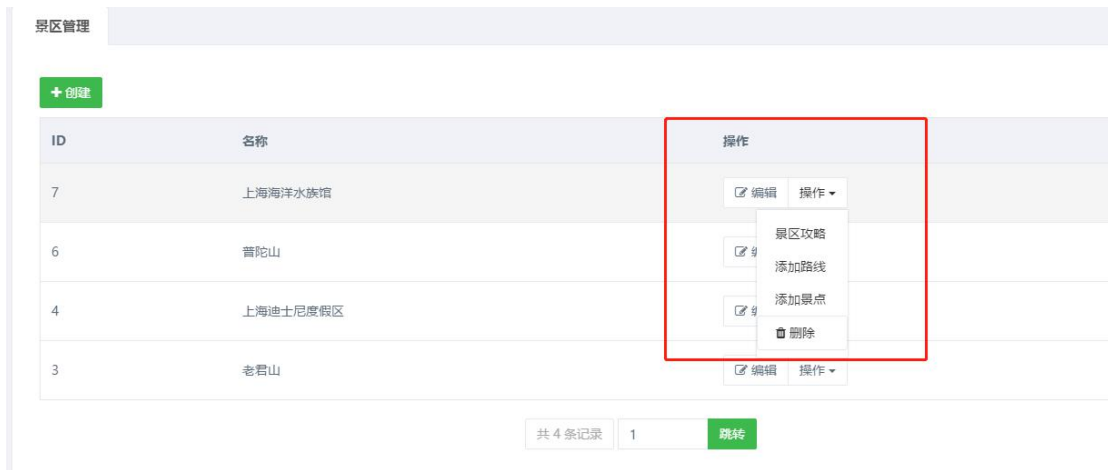 景区管理
创建
ID 名称 操作
7 上海海洋水族馆 编辑 操作
景区攻略
6 普陀山
添加路线
添加景点
4 上海迪士尼度假区
删除
3 老君山 编辑 操作
共 4 条记录 1 跳转